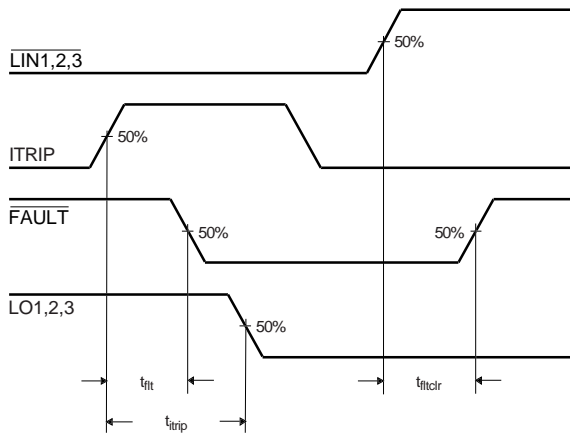 50%
LIN1,2,3
50%
ITRIP
FAULT
50%
50%
LO1,2,3
50%
tflt
tfltclr
titrip